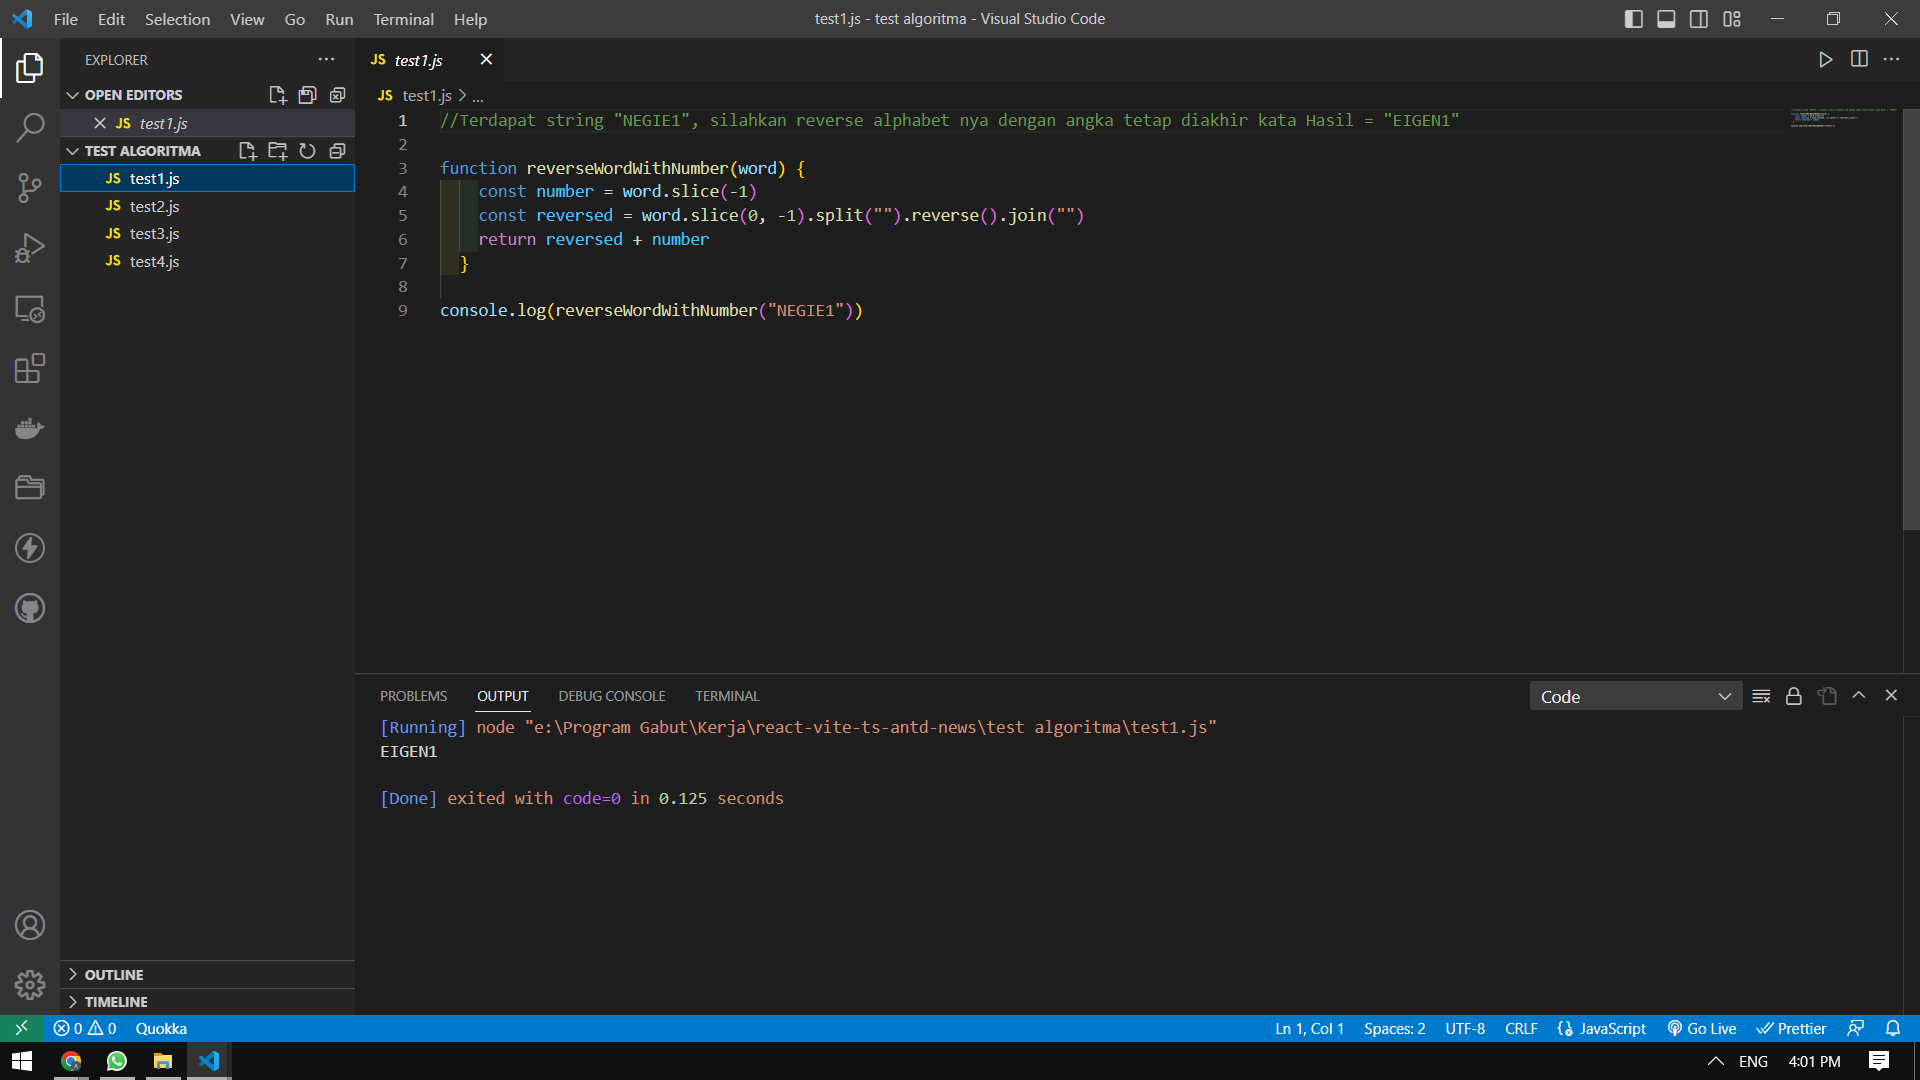 File Edit Selection View Go Run Terminal Help
test1.js - test algoritma - Visual Studio Code
EXPLORER
OPEN EDITORS
JS test1.js
TEST ALGORITMA
JS test1.js
JS test2.js
JS test3.js
JS test4.js
OUTLINE
TIMELINE
JS test1.js
JS test1.js > ...
1 //Terdapat string "NEGIE1", silahkan reverse alphabet nya dengan angka tetap diakhir kata Hasil = "EIGEN1"
2
3 function reverseWordWithNumber(word) {
4 const number = word.slice(-1)
5 const reversed = word.slice(0, -1).split("").reverse().join("")
6 return reversed + number
7 }
8
9 console.log(reverseWordWithNumber("NEGIE1"))
PROBLEMS OUTPUT DEBUG CONSOLE TERMINAL
Code
[Running] node "e:\Program Gabut\Kerja\react-vite-ts-antd-news\test algoritma\test1.js"
EIGEN1
[Done] exited with code=0 in 0.125 seconds
0 0 Quokka
Ln 1, Col 1 Spaces: 2 UTF-8 CRLF JavaScript Go Live Prettier
ENG 4:01 PM